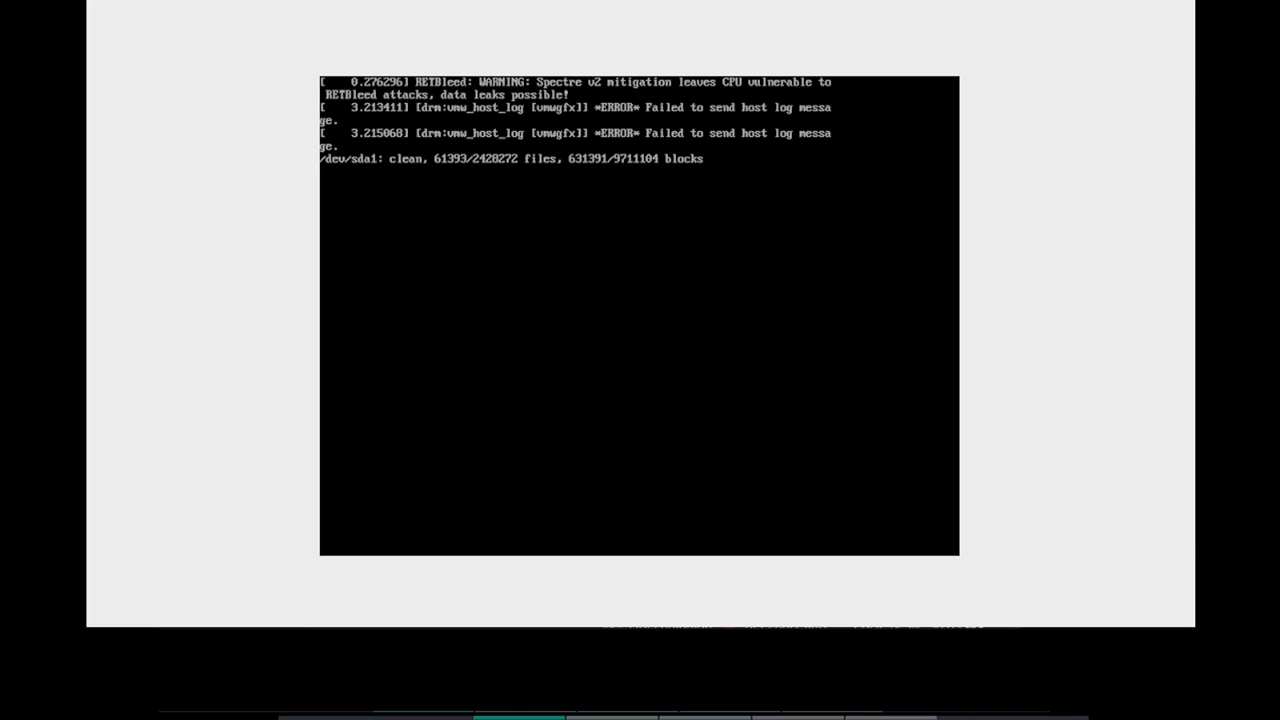 [    0.276296] RETBleed: WARNING: Spectre v2 mitigation leaves CPU vulnerable to
 RETBleed attacks, data leaks possible!
[    3.213411] [drm:vmw_host_log [vmwgfx]] *ERROR* Failed to send host log messa
ge.
[    3.215068] [drm:vmw_host_log [vmwgfx]] *ERROR* Failed to send host log messa
ge.
/dev/sda1: clean, 61393/2428272 files, 631391/9711104 blocks